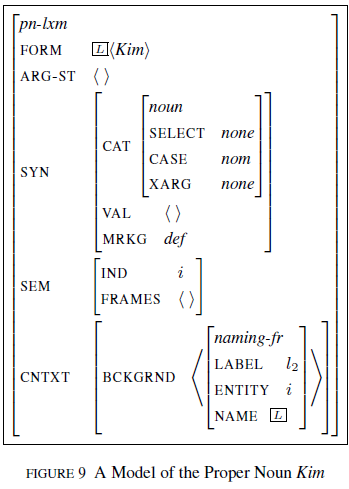 pn-lxm
FORM [L]⟨Kim⟩
ARG-ST ⟨ ⟩
SYN
CAT
noun
SELECT none
CASE nom
XARG none
VAL ⟨ ⟩
MRKG def
SEM
IND i
FRAMES ⟨ ⟩
CNTXT
BCKGRND
naming-fr
LABEL l₂
ENTITY i
NAME [L]
FIGURE 9 A Model of the Proper Noun Kim